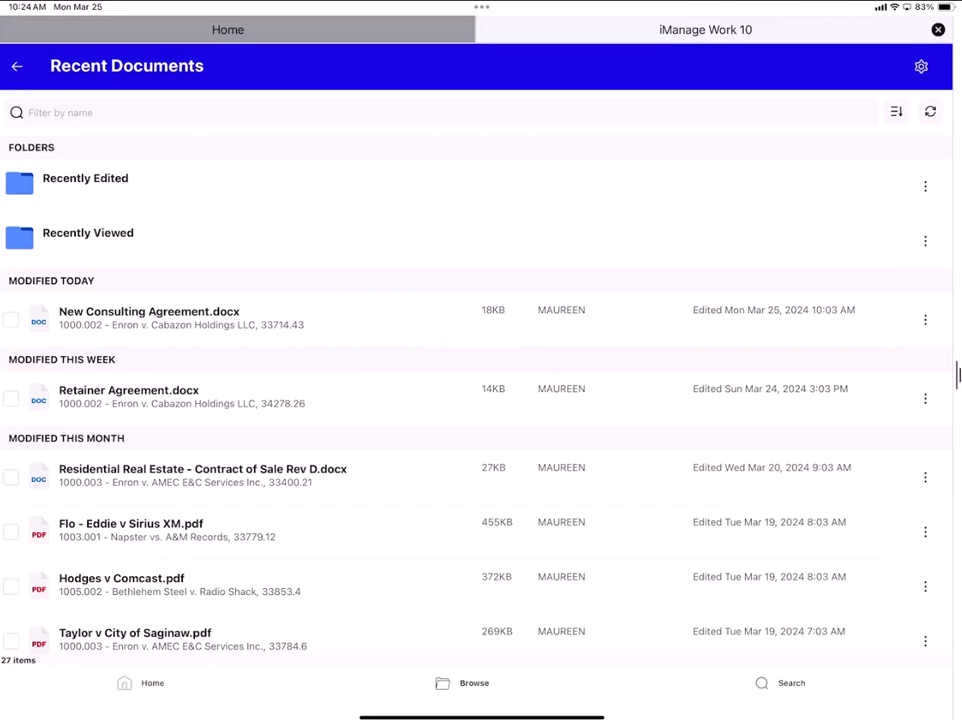 10:24 AM Mon Mar 25
83%
Home
iManage Work 10
Recent Documents
Filter by name
FOLDERS
Recently Edited
Recently Viewed
MODIFIED TODAY
DOC New Consulting Agreement.docx 18KB MAUREEN Edited Mon Mar 25, 2024 10:03 AM
1000.002 - Enron v. Cabazon Holdings LLC, 33714.43
MODIFIED THIS WEEK
DOC Retainer Agreement.docx 14KB MAUREEN Edited Sun Mar 24, 2024 3:03 PM
1000.002 - Enron v. Cabazon Holdings LLC, 34278.26
MODIFIED THIS MONTH
DOC Residential Real Estate - Contract of Sale Rev D.docx 27KB MAUREEN Edited Wed Mar 20, 2024 9:03 AM
1000.003 - Enron v. AMEC E&C Services Inc., 33400.21
PDF Flo - Eddie v Sirius XM.pdf 455KB MAUREEN Edited Tue Mar 19, 2024 8:03 AM
1003.001 - Napster vs. A&M Records, 33779.12
PDF Hodges v Comcast.pdf 372KB MAUREEN Edited Tue Mar 19, 2024 8:03 AM
1005.002 - Bethlehem Steel v. Radio Shack, 33853.4
PDF Taylor v City of Saginaw.pdf 269KB MAUREEN Edited Tue Mar 19, 2024 7:03 AM
1000.003 - Enron v. AMEC E&C Services Inc., 33784.6
27 items
Home
Browse
Search